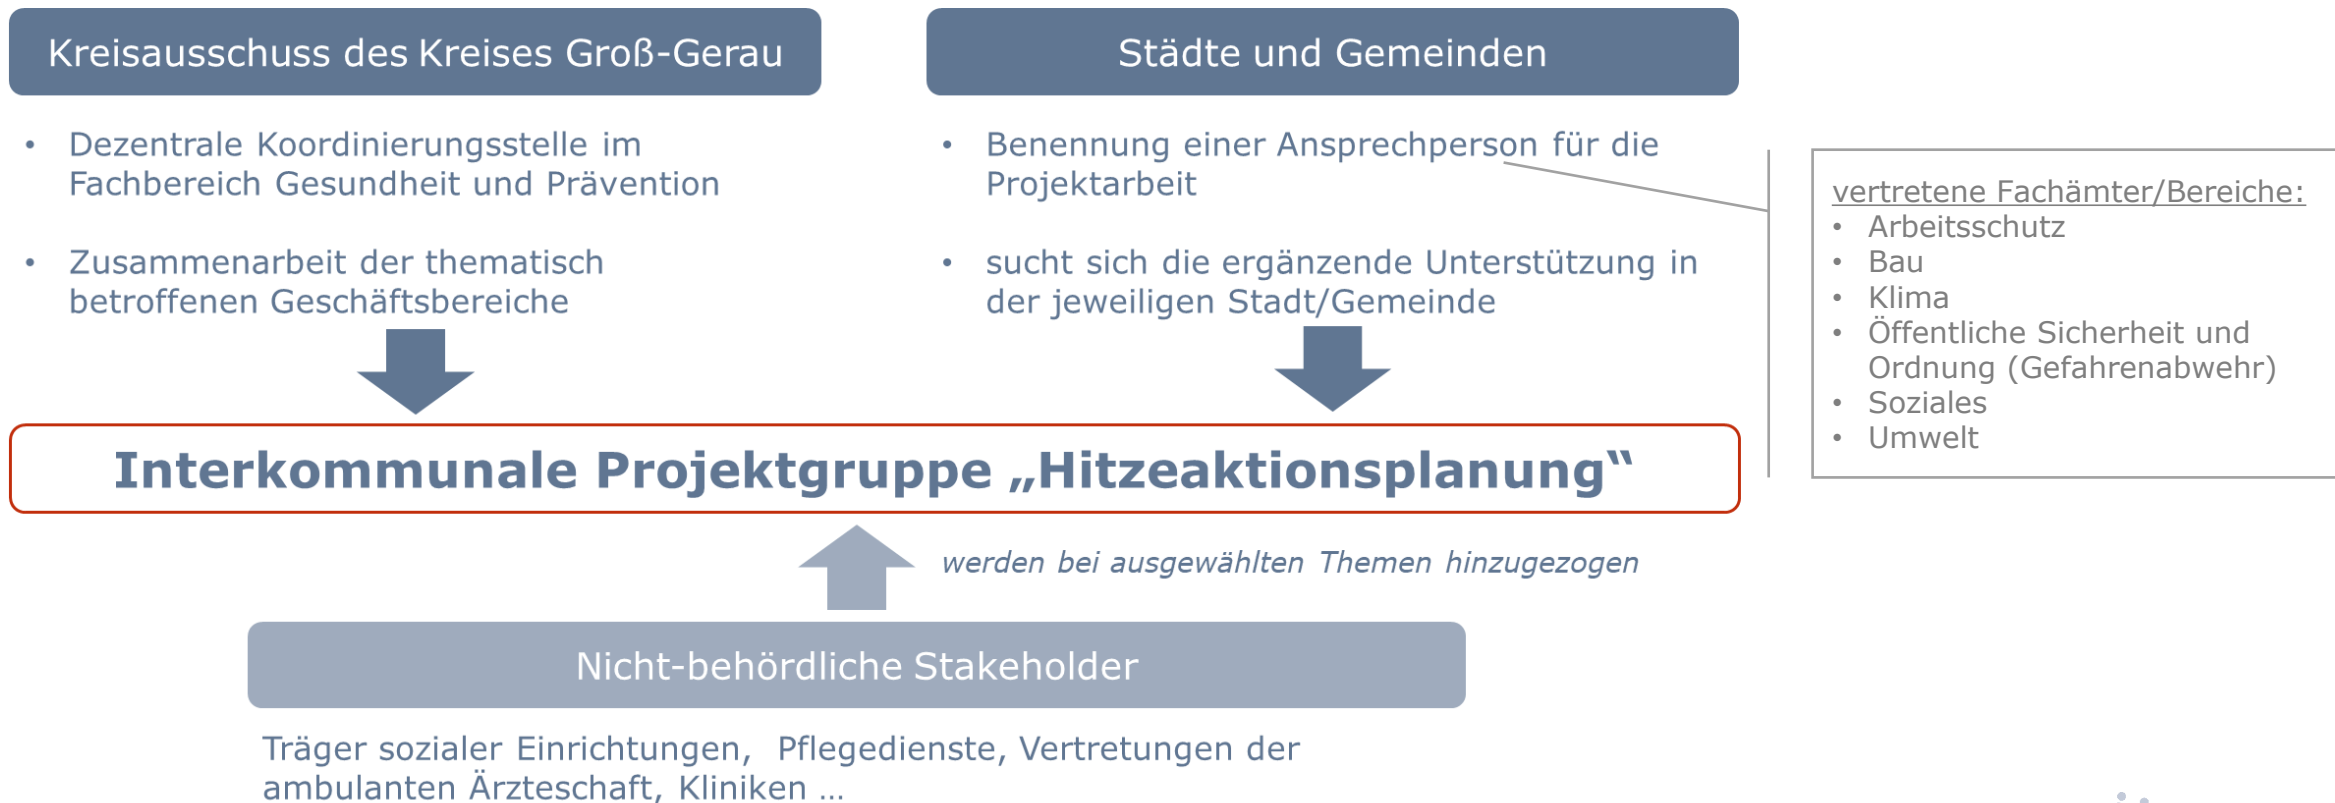 Kreisausschuss des Kreises Groß-Gerau
• Dezentrale Koordinierungsstelle im
Fachbereich Gesundheit und Prävention
• Zusammenarbeit der thematisch
betroffenen Geschäftsbereiche
Städte und Gemeinden
• Benennung einer Ansprechperson für die
Projektarbeit
• sucht sich die ergänzende Unterstützung in
der jeweiligen Stadt/Gemeinde
vertretene Fachämter/Bereiche:
• Arbeitsschutz
• Bau
• Klima
• Öffentliche Sicherheit und
Ordnung (Gefahrenabwehr)
• Soziales
• Umwelt
Interkommunale Projektgruppe „Hitzeaktionsplanung“
werden bei ausgewählten Themen hinzugezogen
Nicht-behördliche Stakeholder
Träger sozialer Einrichtungen, Pflegedienste, Vertretungen der
ambulanten Ärzteschaft, Kliniken …